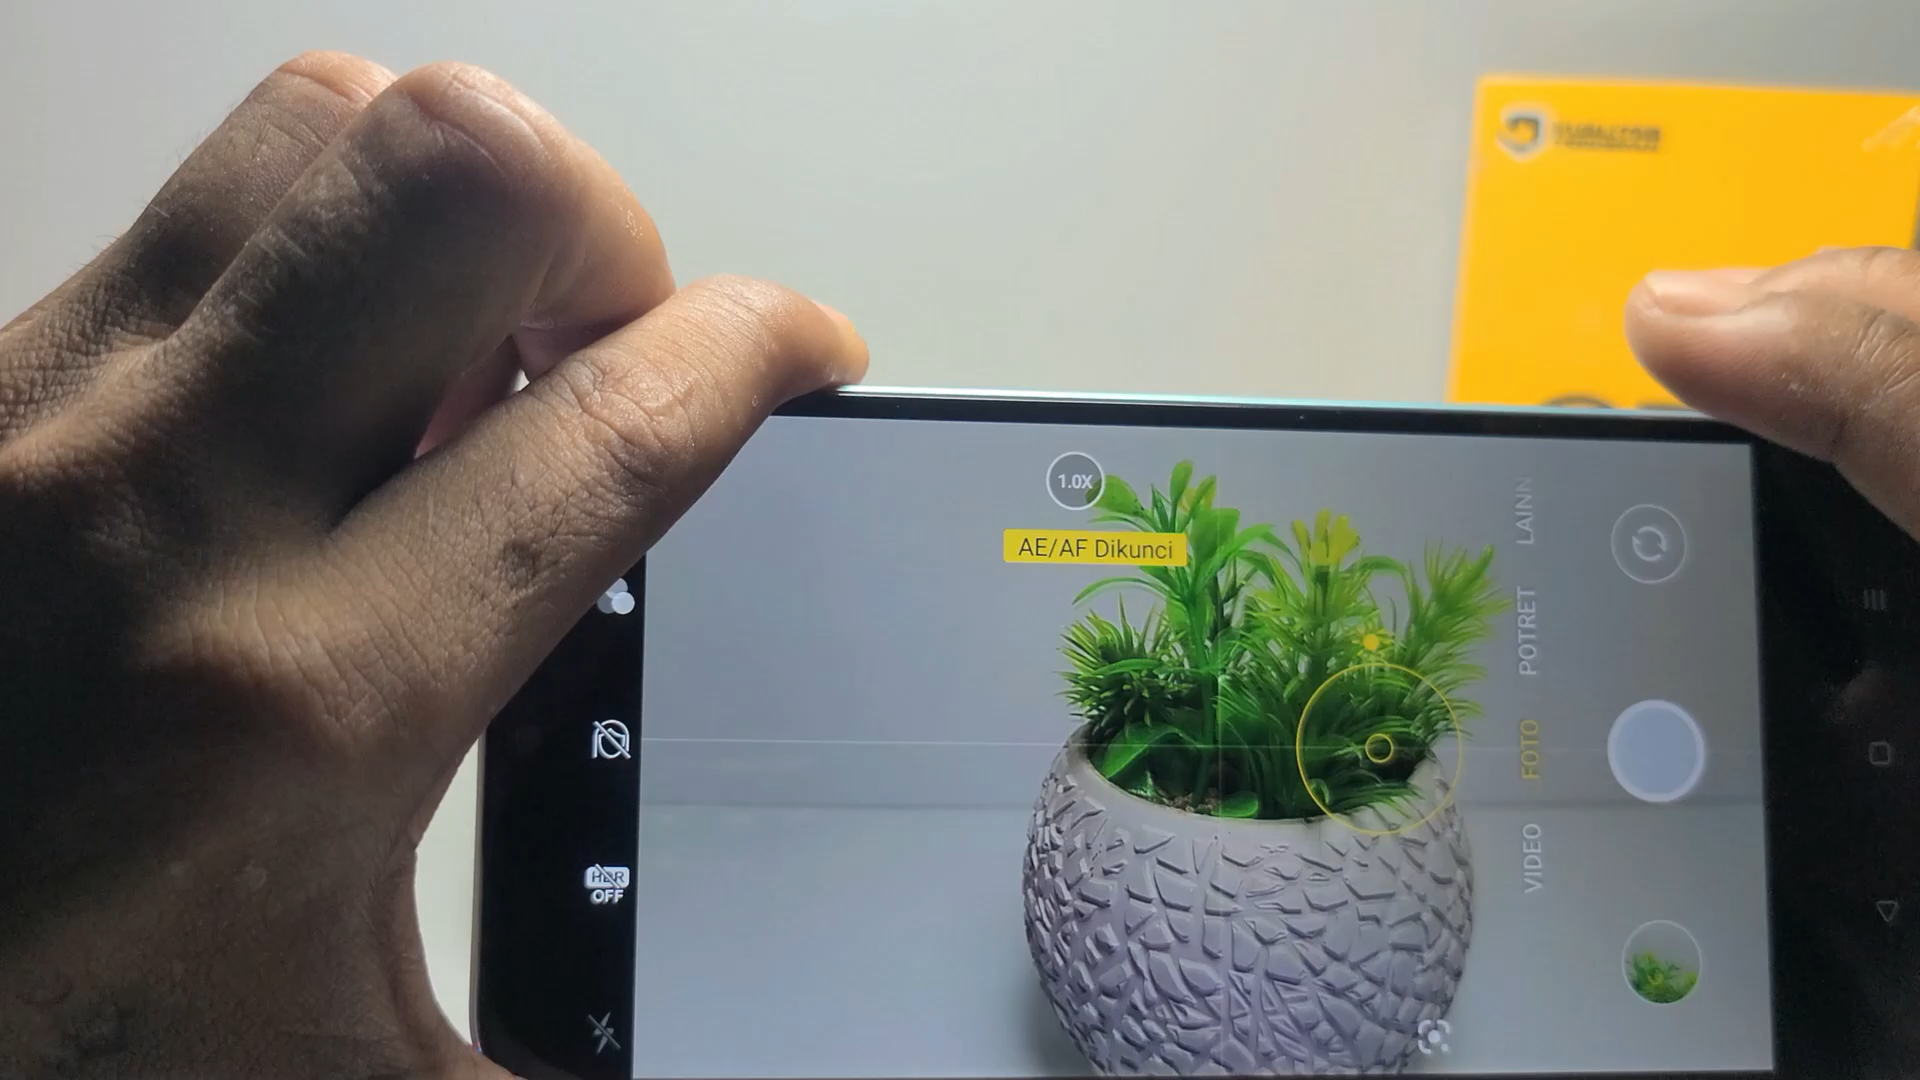 1.0X
AE/AF Dikunci
LAINN
POTRET
FOTO
VIDEO
HDR
OFF